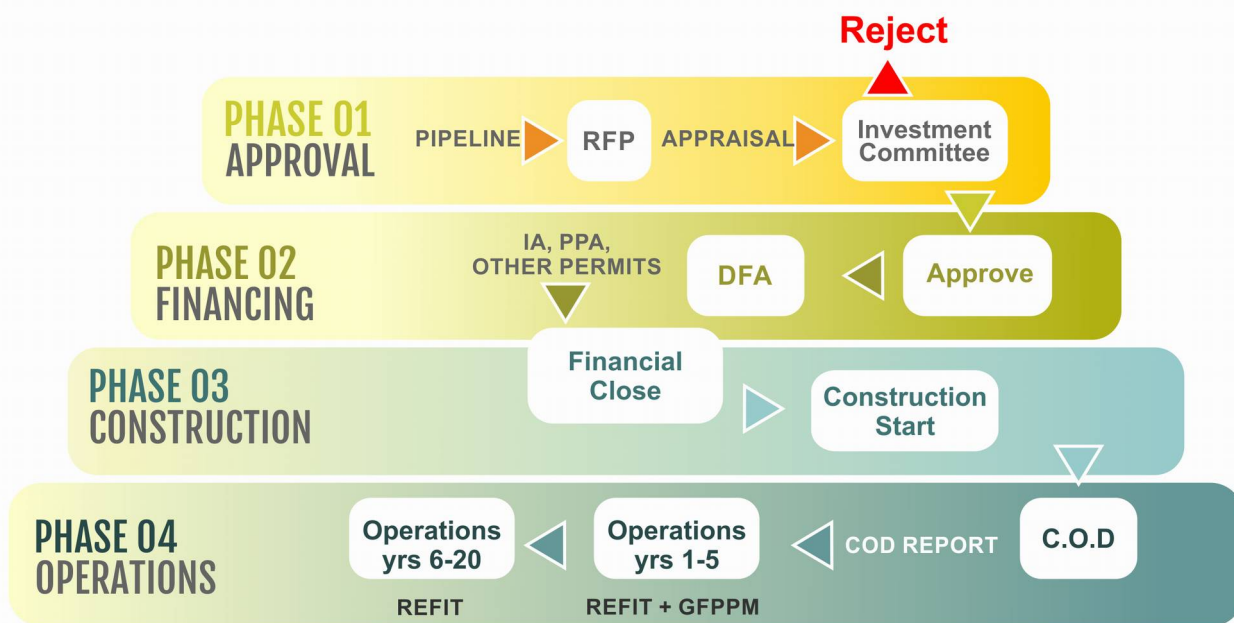 Reject
PHASE 01
APPROVAL
PIPELINE
RFP
APPRAISAL
Investment
Committee
PHASE 02
FINANCING
IA, PPA,
OTHER PERMITS
DFA
Approve
PHASE 03
CONSTRUCTION
Financial
Close
Construction
Start
PHASE 04
OPERATIONS
Operations
yrs 6-20
REFIT
Operations
yrs 1-5
REFIT + GFPPM
COD REPORT
C.O.D